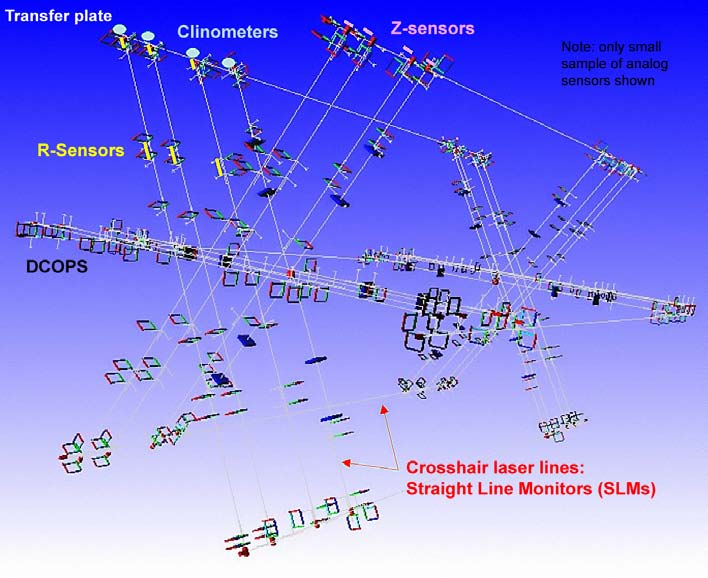 Transfer plate
Clinometers
Z-sensors
Note: only small
sample of analog
sensors shown
R-Sensors
DCOPS
Crosshair laser lines:
Straight Line Monitors (SLMs)